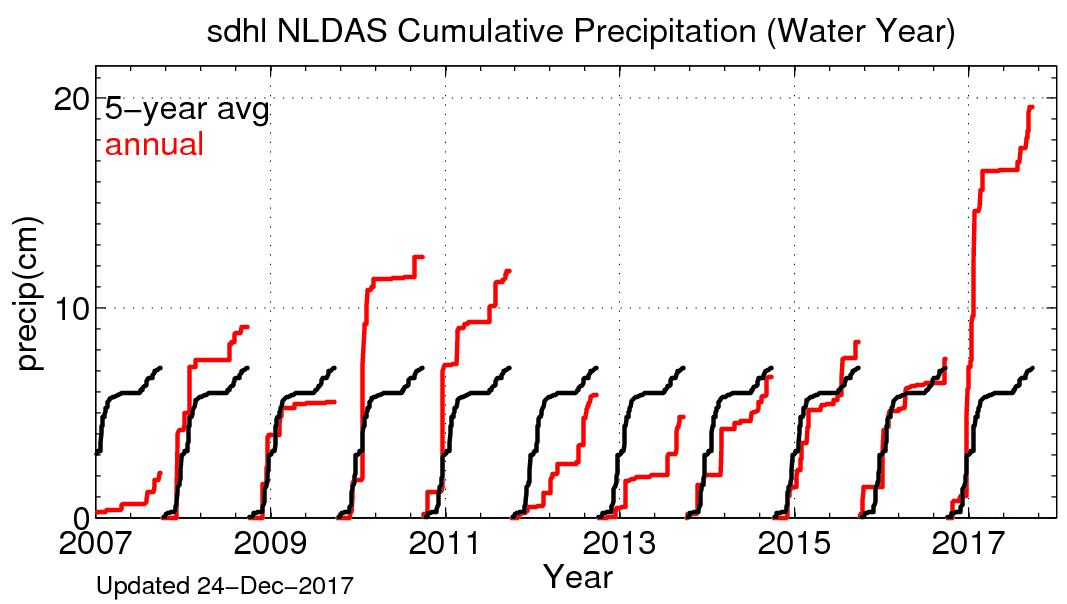 sdhl NLDAS Cumulative Precipitation (Water Year)
20
5−year avg
annual
precip(cm)
10
0
2007 2009 2011 2013 2015 2017
Year
Updated 24−Dec−2017